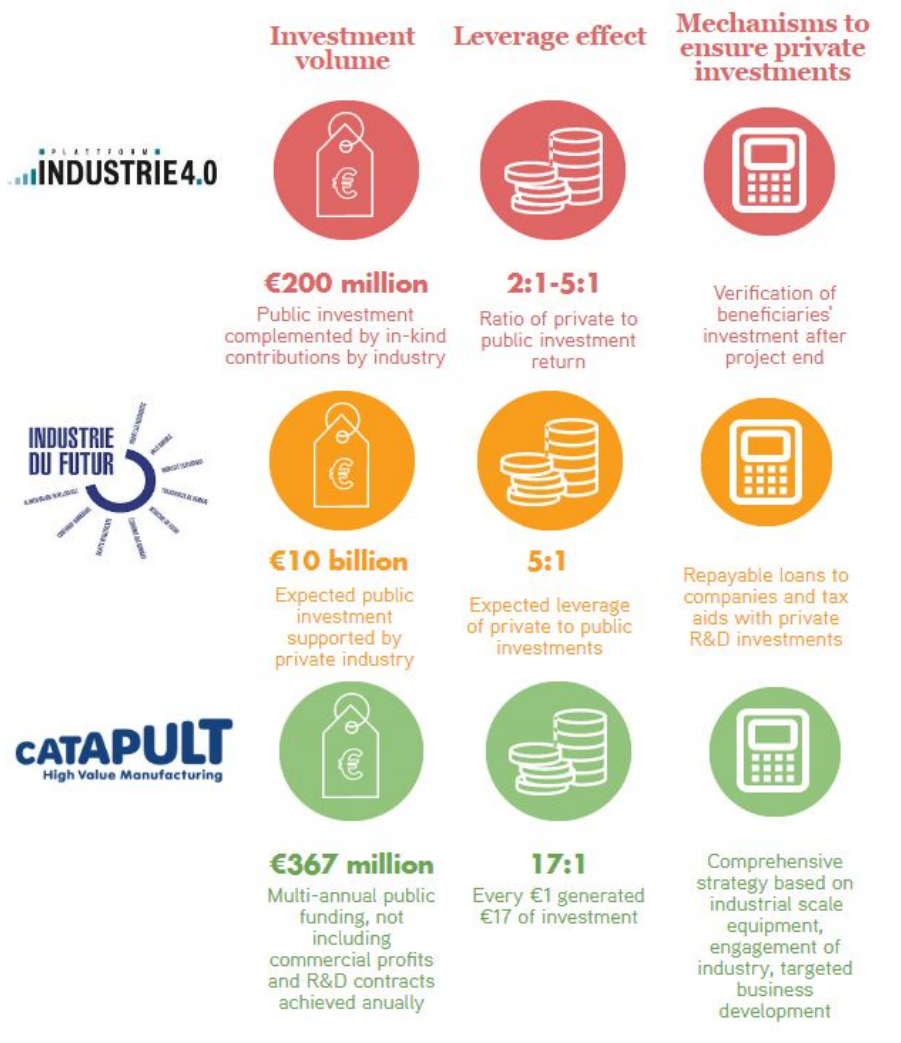 Investment
volume
Leverage effect
Mechanisms to
ensure private
investments
PLATTFORM
INDUSTRIE 4.0
€200 million
Public investment
complemented by in-kind
contributions by industry
2:1-5:1
Ratio of private to
public investment
return
Verification of
beneficiaries'
investment after
project end
INDUSTRIE
DU FUTUR
€10 billion
Expected public
investment
supported by
private industry
5:1
Expected leverage
of private to public
investments
Repayable loans to
companies and tax
aids with private
R&D investments
CATAPULT
High Value Manufacturing
€367 million
Multi-annual public
funding, not
including
commercial profits
and R&D contracts
achieved anually
17:1
Every €1 generated
€17 of investment
Comprehensive
strategy based on
industrial scale
equipment,
engagement of
industry, targeted
business
development